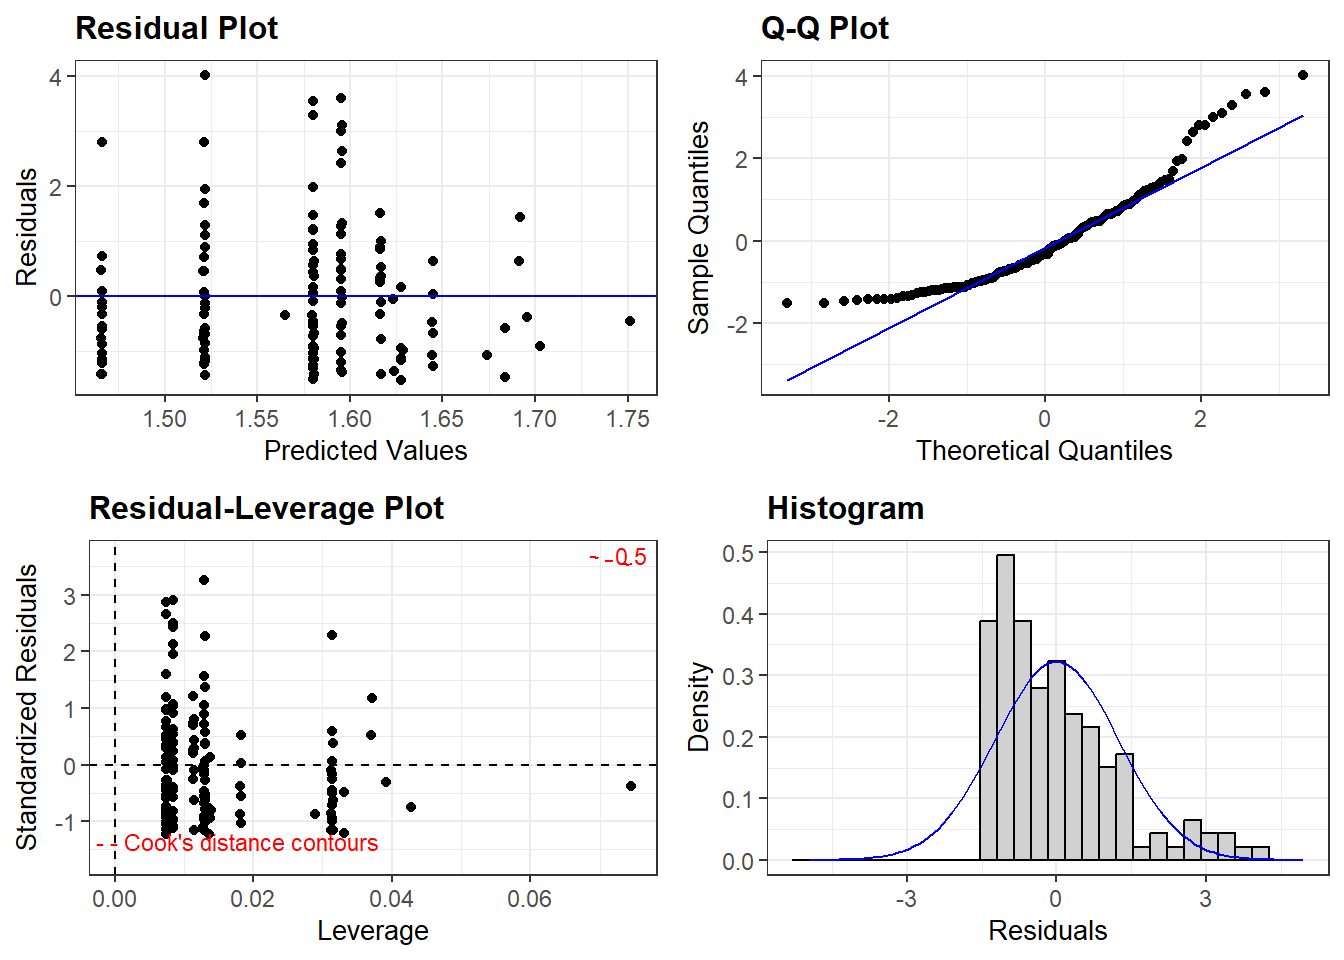 Residual Plot
4
2
0
Residuals
1.50 1.55 1.60 1.65 1.70 1.75
Predicted Values
Q-Q Plot
4
2
0
-2
Sample Quantiles
-2 0 2
Theoretical Quantiles
Residual-Leverage Plot
0.5
3
2
1
0
-1
Standardized Residuals
Cook's distance contours
0.00 0.02 0.04 0.06
Leverage
Histogram
0.5
0.4
0.3
0.2
0.1
0.0
Density
-3 0 3
Residuals